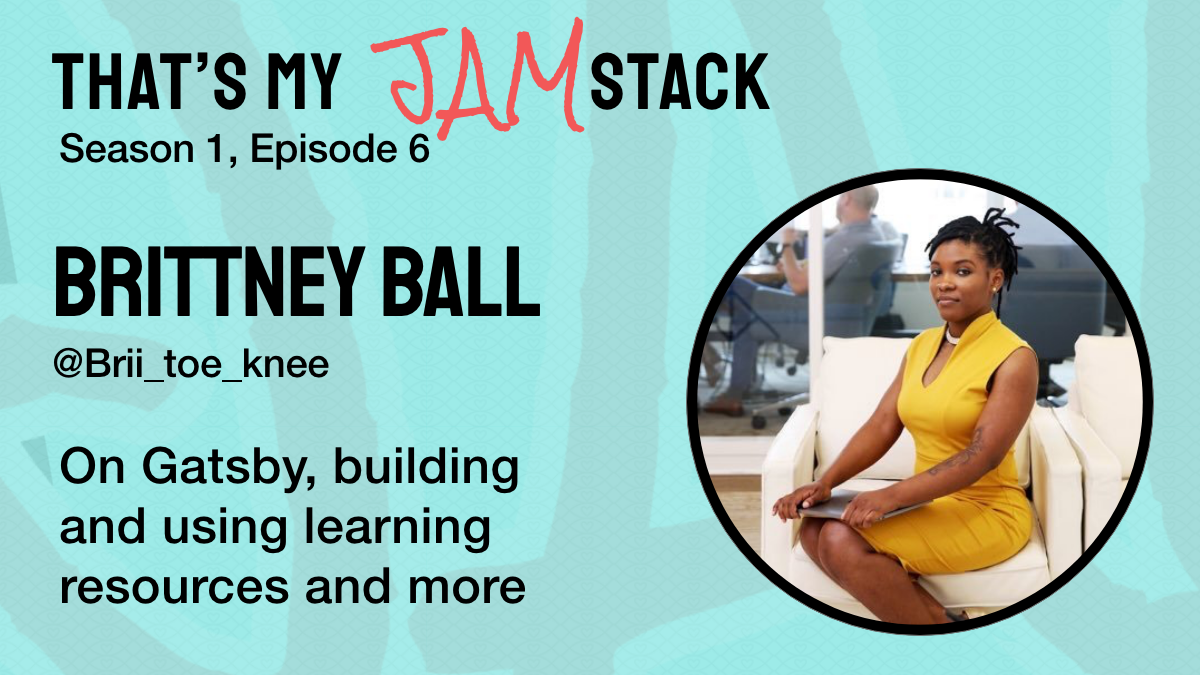 THAT'S MY JAMSTACK
Season 1, Episode 6
BRITTNEY BALL
@Brii_toe_knee
On Gatsby, building
and using learning
resources and more